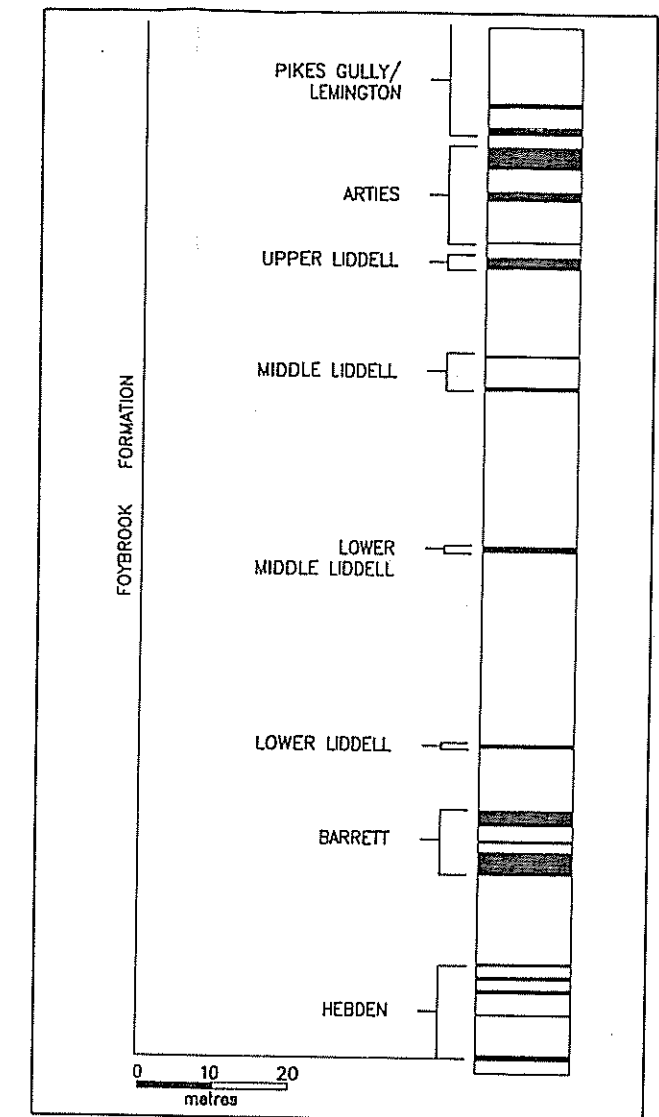 PIKES GULLY/
LEMINGTON
ARTIES
UPPER LIDDELL
MIDDLE LIDDELL
FOYBROOK FORMATION
LOWER
MIDDLE LIDDELL
LOWER LIDDELL
BARRETT
HEBDEN
0 10 20
metres